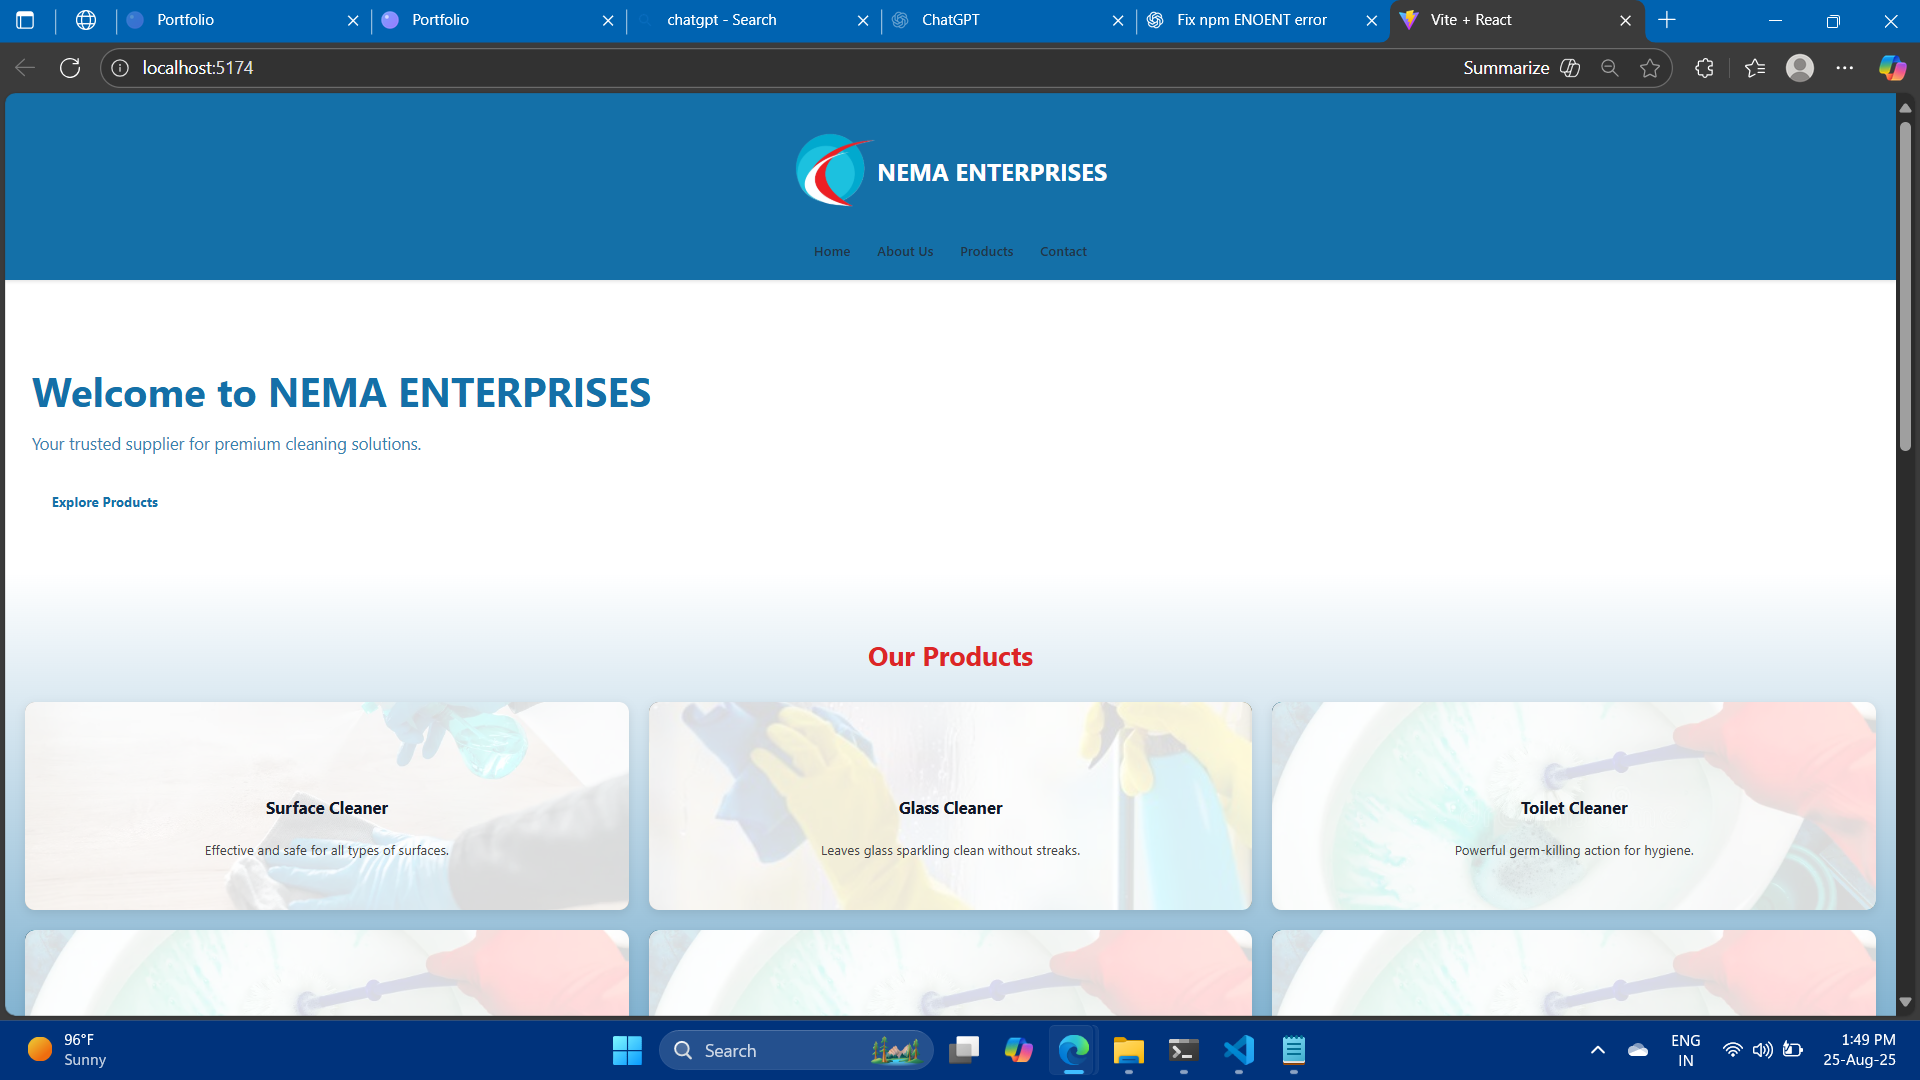 Portfolio
Portfolio
chatgpt - Search
ChatGPT
Fix npm ENOENT error
Vite + React
localhost:5174
Summarize
NEMA ENTERPRISES
Home About Us Products Contact
Welcome to NEMA ENTERPRISES
Your trusted supplier for premium cleaning solutions.
Explore Products
Our Products
Surface Cleaner
Effective and safe for all types of surfaces.
Glass Cleaner
Leaves glass sparkling clean without streaks.
Toilet Cleaner
Powerful germ-killing action for hygiene.
96°F
Sunny
Search
ENG
IN
1:49 PM
25-Aug-25